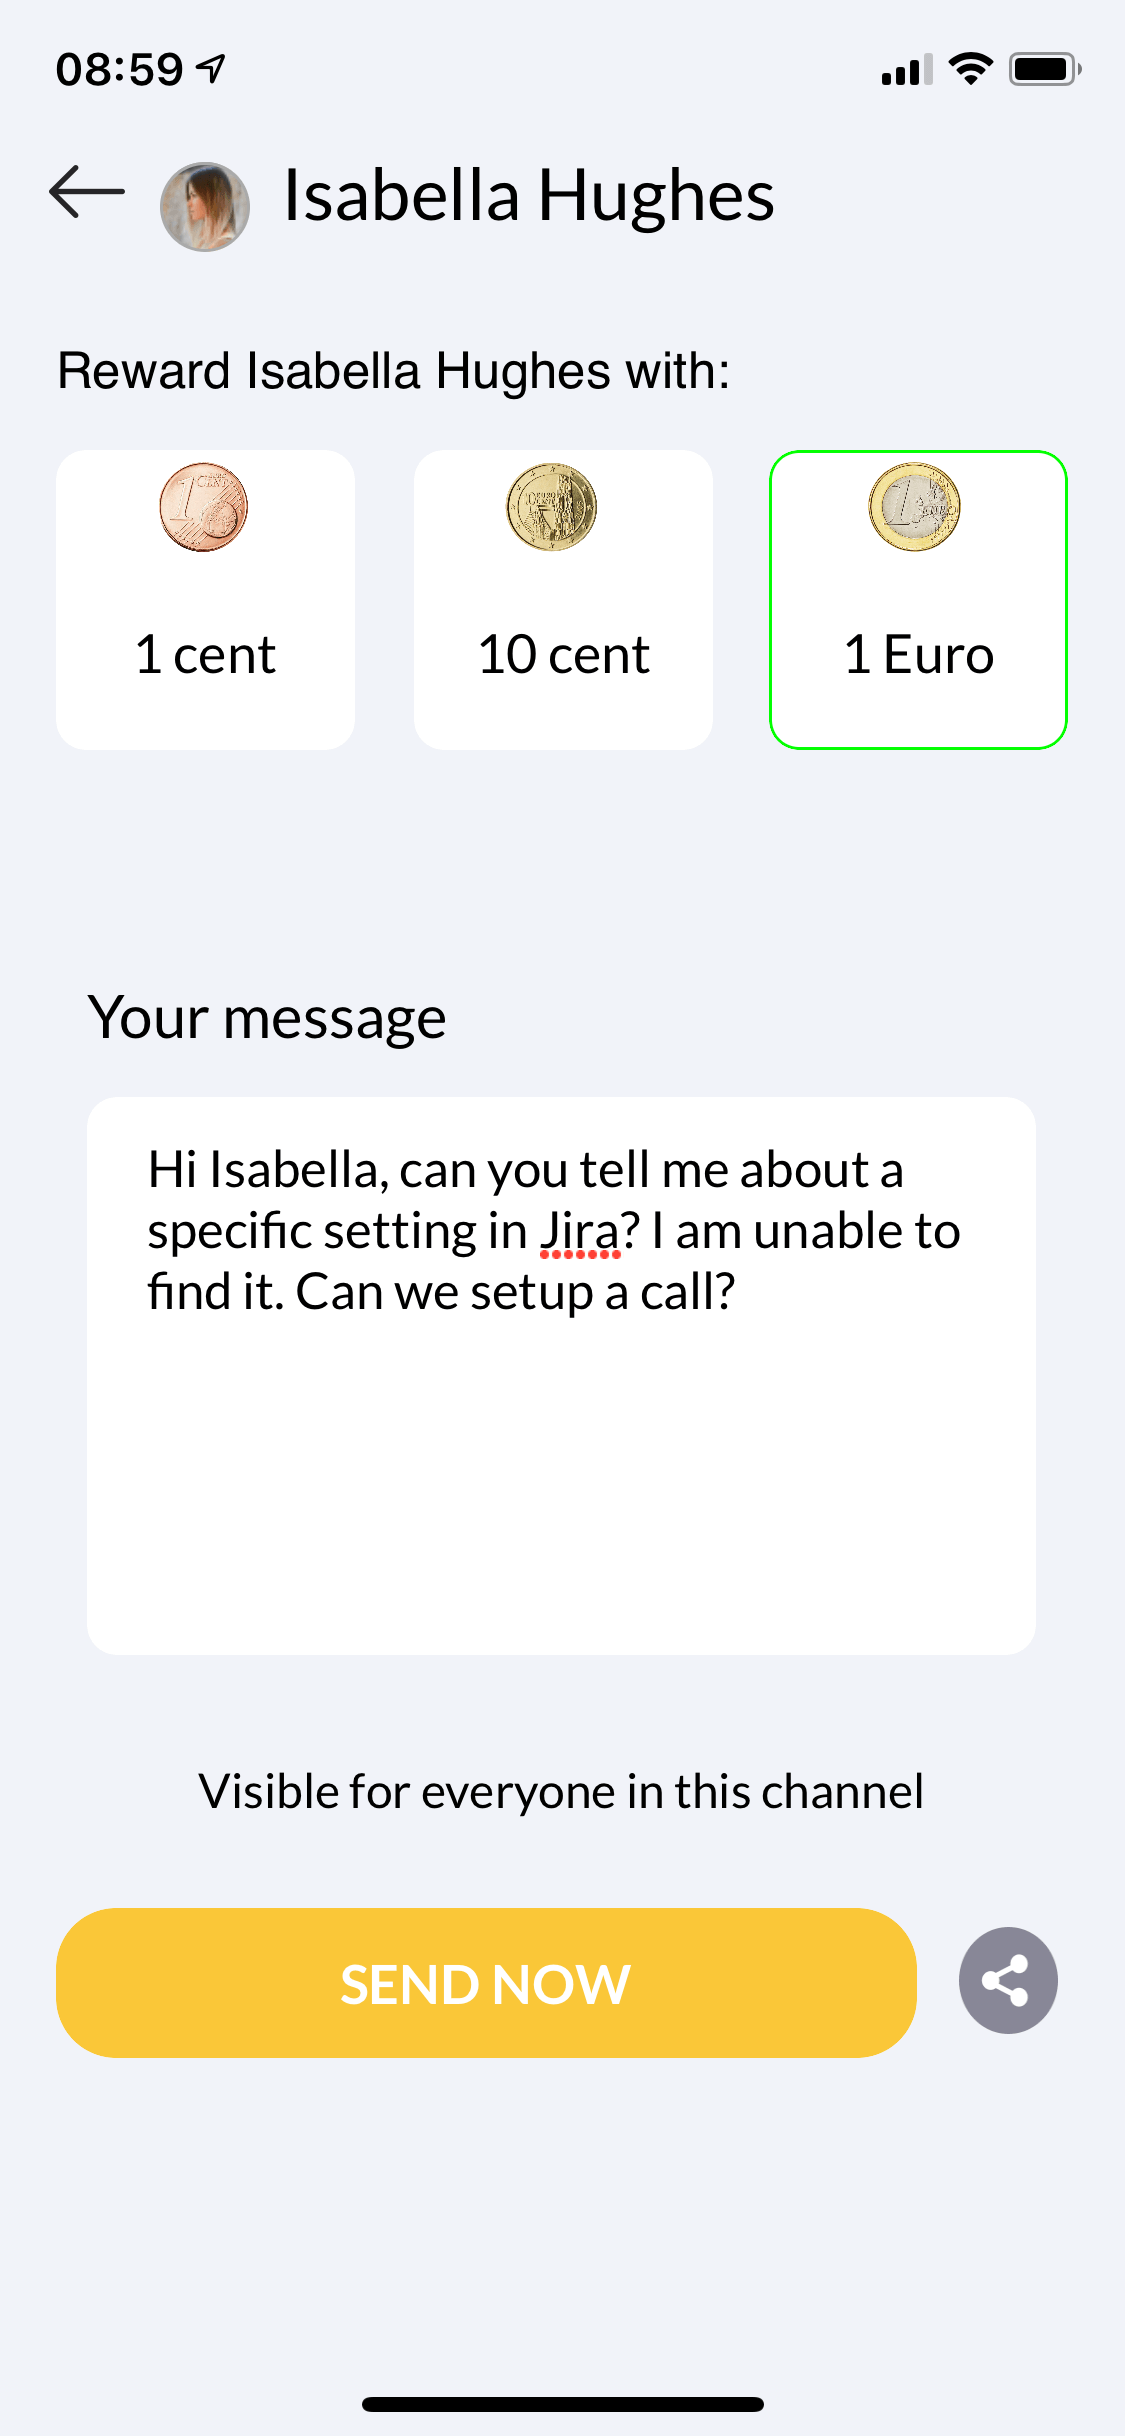 08:59
Isabella Hughes
Reward Isabella Hughes with:
1 cent
10 cent
1 Euro
Your message
Hi Isabella, can you tell me about a
specific setting in Jira? I am unable to
find it. Can we setup a call?
Visible for everyone in this channel
SEND NOW